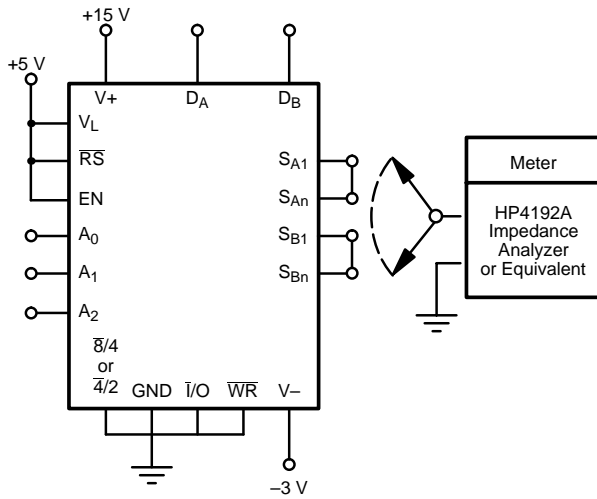 +15 V
+5 V
V+
DA
DB
VL
RS
EN
A0
A1
A2
SA1
SAn
SB1
SBn
8/4
or
4/2
GND
I/O
WR
V–
–3 V
Meter
HP4192A
Impedance
Analyzer
or Equivalent